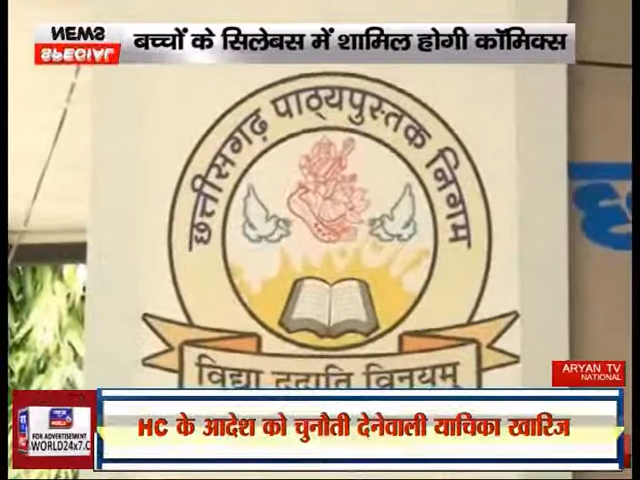 NEWS
SPECIAL
बच्चों के सिलेबस में शामिल होगी कॉमिक्स
छत्तीसगढ़ पाठ्यपुस्तक निगम
विद्या ददाति विनयम्
ARYAN TV
NATIONAL
FOR ADVERTISEMENT
WORLD24x7.C
HC के आदेश को चुनौती देनेवाली याचिका खारिज